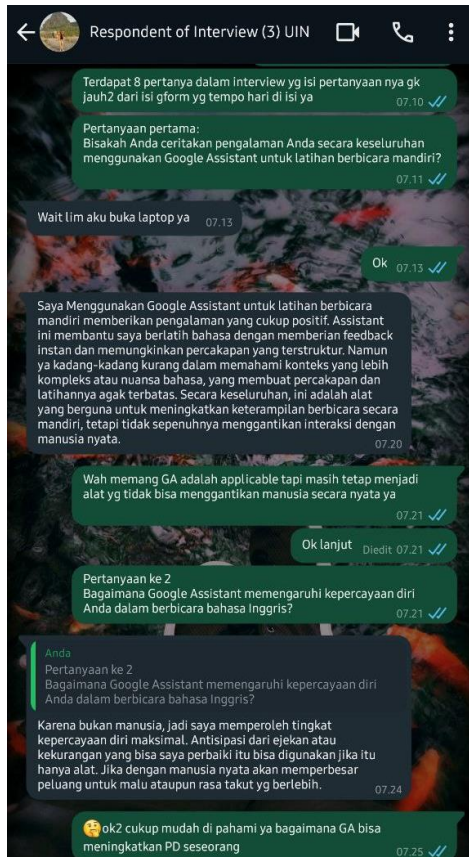 Respondent of Interview (3) UIN
Terdapat 8 pertanya dalam interview yg isi pertanyaan nya gk
jauh2 dari isi gform yg tempo hari di isi ya
07.10
Pertanyaan pertama:
Bisakah Anda ceritakan pengalaman Anda secara keseluruhan
menggunakan Google Assistant untuk latihan berbicara mandiri?
07.11
Wait lim aku buka laptop ya 07.13
Ok 07.13
Saya Menggunakan Google Assistant untuk latihan berbicara
mandiri memberikan pengalaman yang cukup positif. Assistant
ini membantu saya berlatih bahasa dengan memberian feedback
instan dan memungkinkan percakapan yang terstruktur. Namun
ya kadang-kadang kurang dalam memahami konteks yang lebih
kompleks atau nuansa bahasa, yang membuat percakapan dan
latihannya agak terbatas. Secara keseluruhan, ini adalah alat
yang berguna untuk meningkatkan keterampilan berbicara secara
mandiri, tetapi tidak sepenuhnya menggantikan interaksi dengan
manusia nyata.
07.20
Wah memang GA adalah applicable tapi masih tetap menjadi
alat yg tidak bisa menggantikan manusia secara nyata ya
07.21
Ok lanjut Diedit 07.21
Pertanyaan ke 2
Bagaimana Google Assistant memengaruhi kepercayaan diri
Anda dalam berbicara bahasa Inggris?
07.21
Anda
Pertanyaan ke 2
Bagaimana Google Assistant memengaruhi kepercayaan diri
Anda dalam berbicara bahasa Inggris?
Karena bukan manusia, jadi saya memperoleh tingkat
kepercayaan diri maksimal. Antisipasi dari ejekan atau
kekurangan yang bisa saya perbaiki itu bisa digunakan jika itu
hanya alat. Jika dengan manusia nyata akan memperbesar
peluang untuk malu ataupun rasa takut yg berlebih.
07.24
🤔ok2 cukup mudah di pahami ya bagaimana GA bisa
meningkatkan PD seseorang
07.25